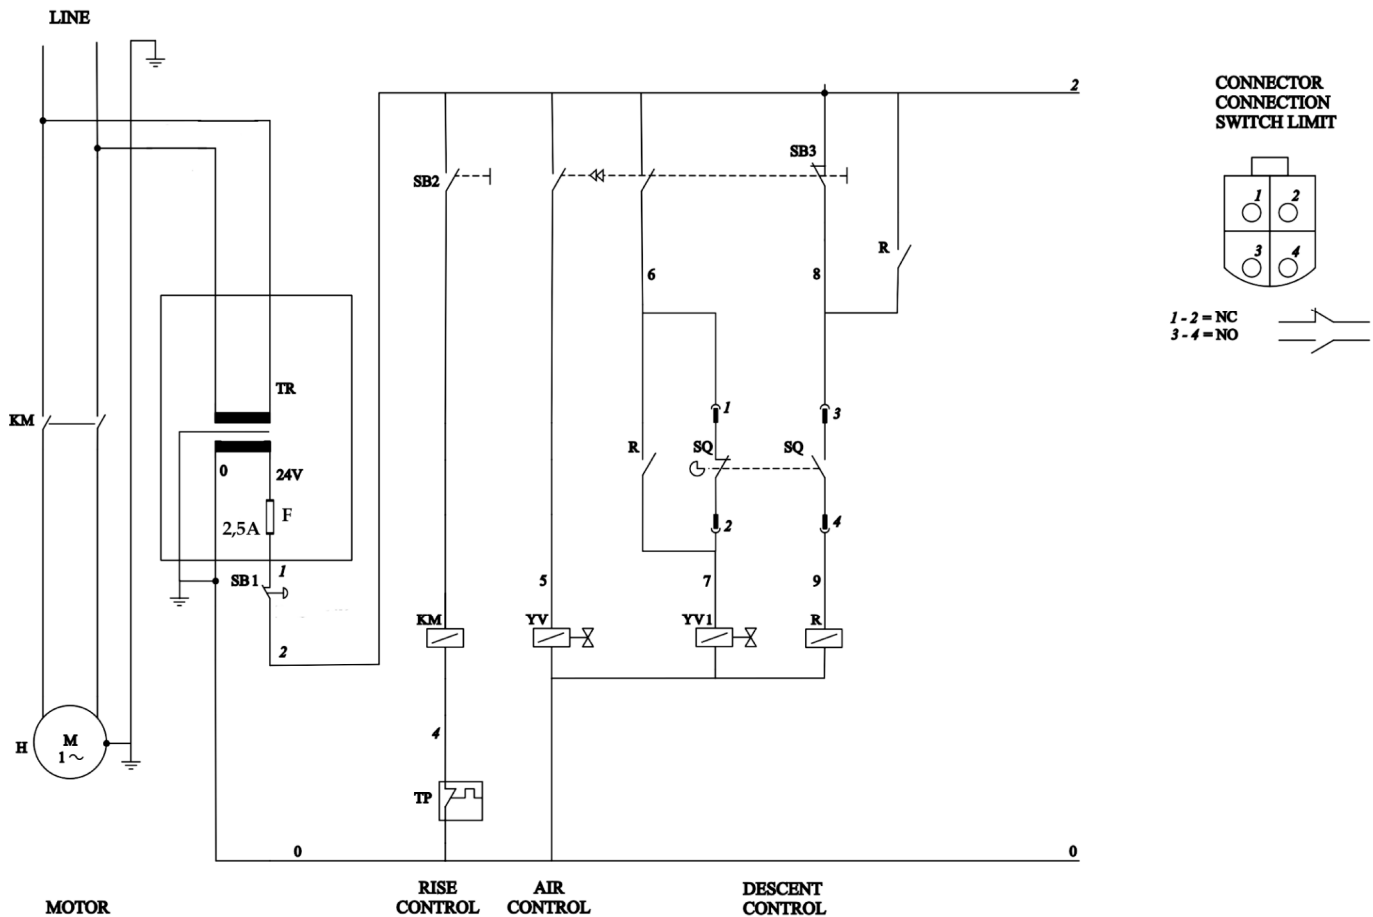 LINE
2
CONNECTOR
CONNECTION
SWITCH LIMIT
SB3
SB2
1 2
3 4
R
6
8
1 - 2 = NC
3 - 4 = NO
TR
KM
1
3
R
SQ
SQ
0
24V
F
2,5A
2
4
1
SB1
5
7
9
KM
YV
YV1
R
2
4
H
M
1~
TP
0
0
RISE
CONTROL
AIR
CONTROL
DESCENT
CONTROL
MOTOR